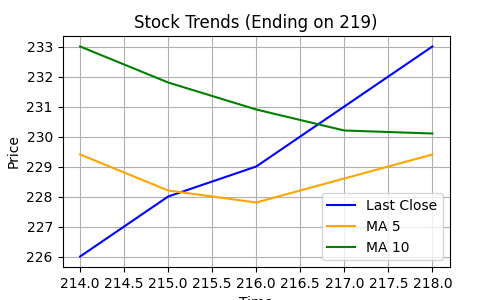 Stock Trends (Ending on 219)
Price
233
232
231
230
229
228
227
226
Last Close
MA 5
MA 10
214.0 214.5 215.0 215.5 216.0 216.5 217.0 217.5 218.0
Time